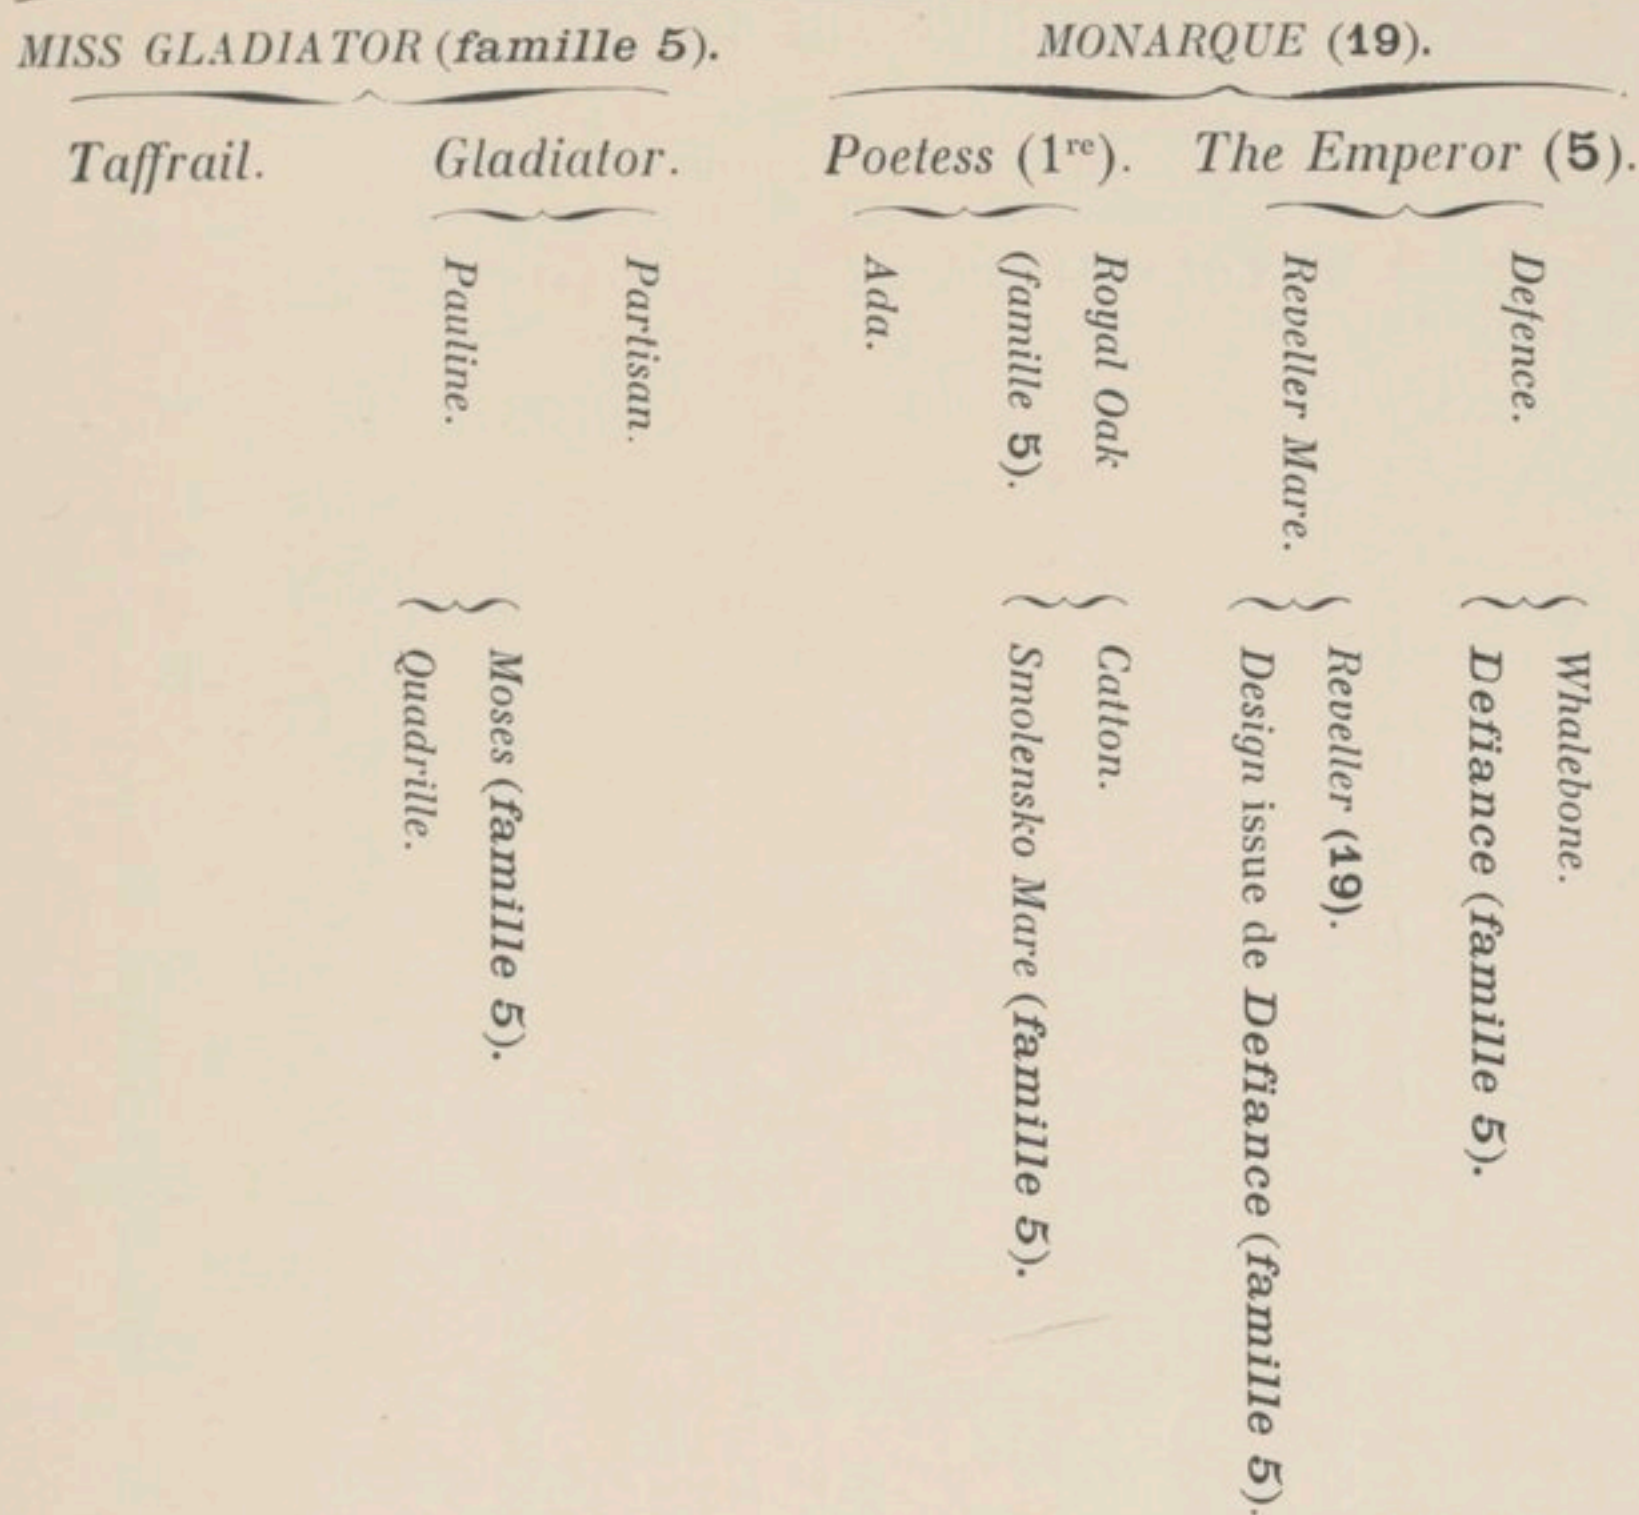 MISS GLADIATOR (famille 5).
MONARQUE (19).
Taffrail.
Gladiator.
Poetess (1re).
The Emperor (5).
Pauline.
Partisan.
Ada.
Royal Oak
(famille 5).
Reveller Mare.
Defence.
Moses (famille 5).
Quadrille.
Catton.
Smolensko Mare (famille 5).
Reveller (19).
Design issue de Defiance (famille 5).
Whalebone.
Defiance (famille 5).